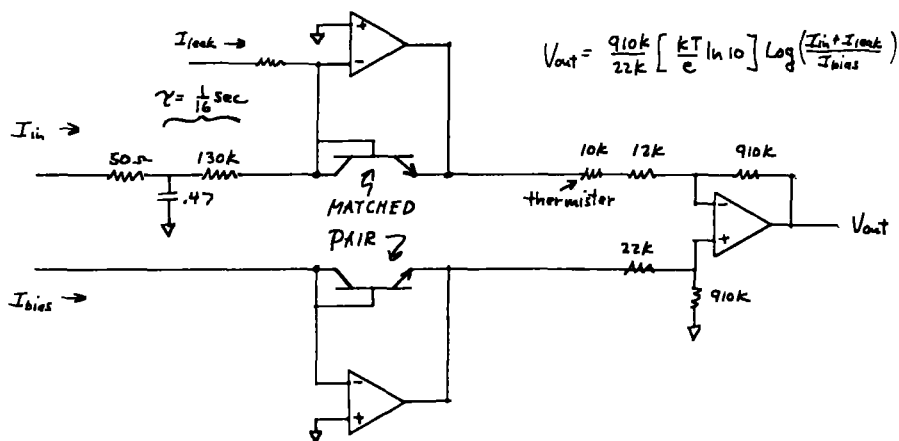 I leak →
Vout = 910k/22k [ kT/e ln 10 ] Log ( Iin + Ileak / Ibias )
τ = 1/16 sec
Iin →
50Ω
130k
.47
+
-
MATCHED
PAIR
10k
12k
910k
thermister
-
+
Vout
22k
910k
Ibias →
-
+